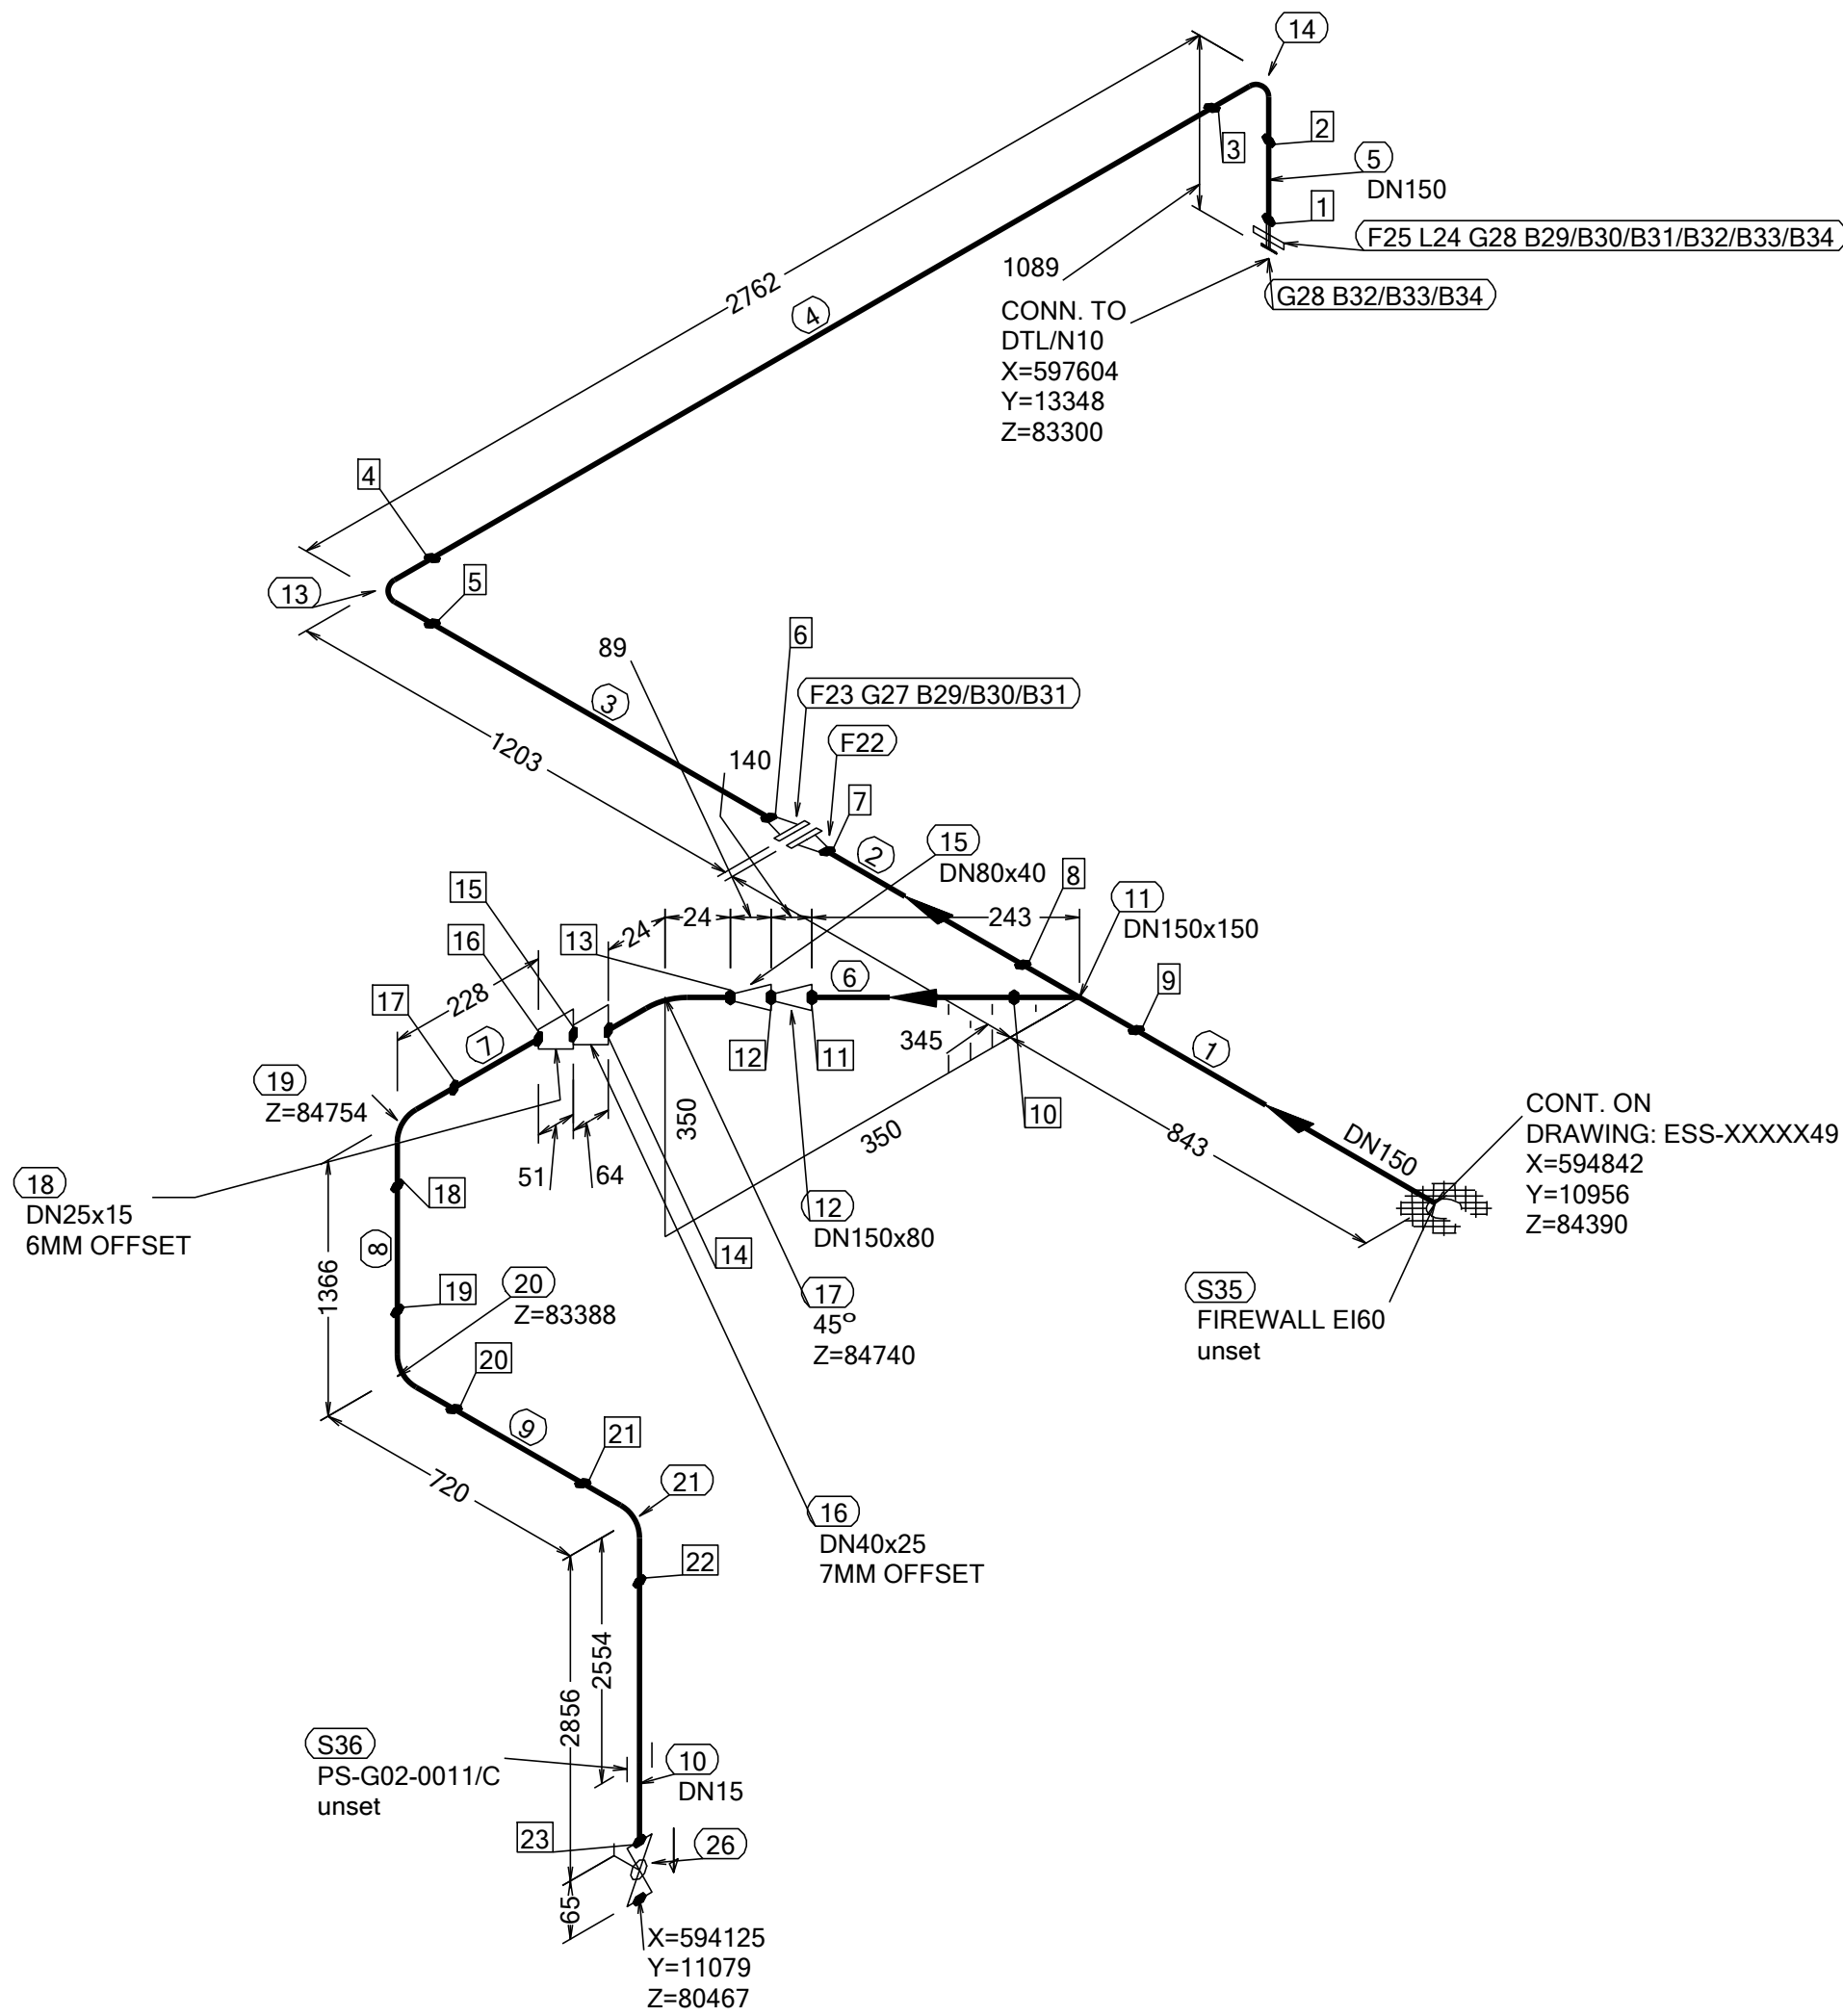 14
2
3
5
DN150
1
F25 L24 G28 B29/B30/B31/B32/B33/B34
G28 B32/B33/B34
1089
CONN. TO
DTL/N10
X=597604
Y=13348
Z=83300
2762
4
4
13
5
3
1203
89
6
F23 G27 B29/B30/B31
F22
140
7
2
15
DN80x40
8
11
DN150x150
15
16
24
24
243
13
6
9
17
228
7
345
12
11
10
1
19
Z=84754
350
350
843
DN150
CONT. ON
DRAWING: ESS-XXXXX49
X=594842
Y=10956
Z=84390
51
64
18
DN25x15
6MM OFFSET
18
12
DN150x80
14
8
1366
19
20
Z=83388
17
45°
Z=84740
S35
FIREWALL EI60
unset
20
9
21
720
21
16
DN40x25
7MM OFFSET
22
2554
2856
S36
PS-G02-0011/C
unset
10
DN15
23
26
65
X=594125
Y=11079
Z=80467